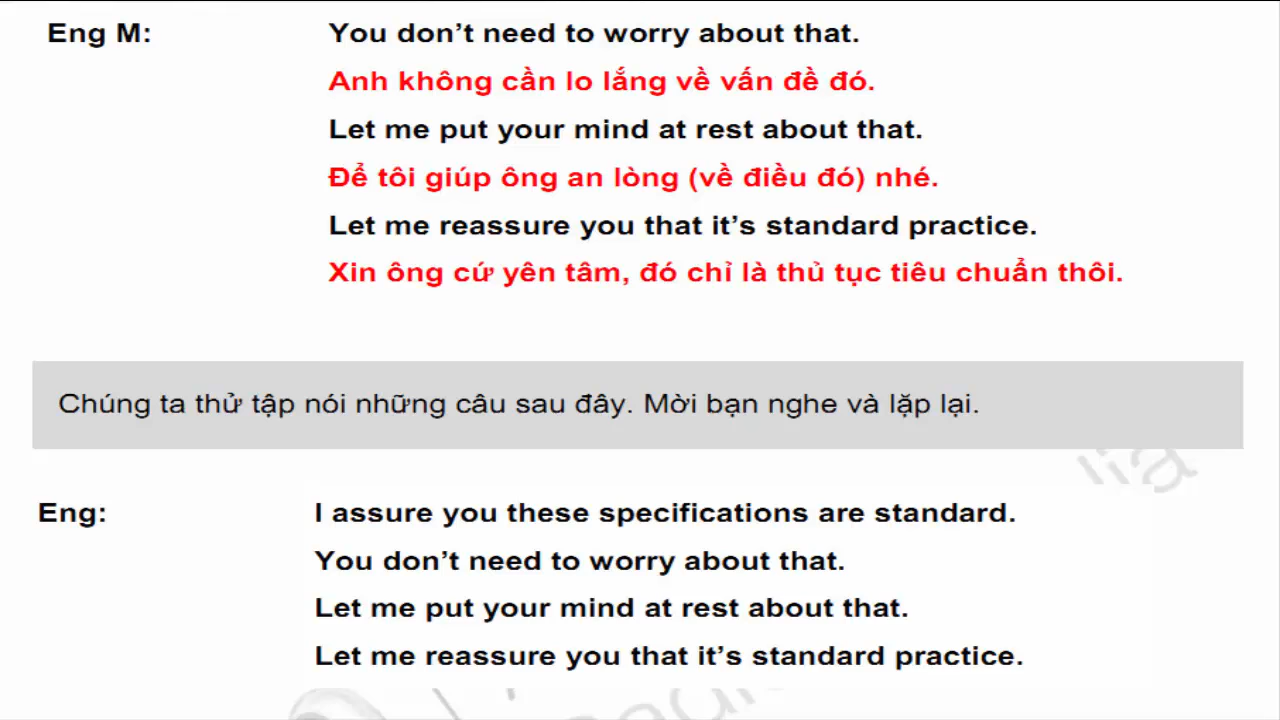 Eng M: You don't need to worry about that.
Anh không cần lo lắng về vấn đề đó.
Let me put your mind at rest about that.
Để tôi giúp ông an lòng (về điều đó) nhé.
Let me reassure you that it's standard practice.
Xin ông cứ yên tâm, đó chỉ là thủ tục tiêu chuẩn thôi.
Chúng ta thử tập nói những câu sau đây. Mời bạn nghe và lặp lại.
Eng: I assure you these specifications are standard.
You don't need to worry about that.
Let me put your mind at rest about that.
Let me reassure you that it's standard practice.